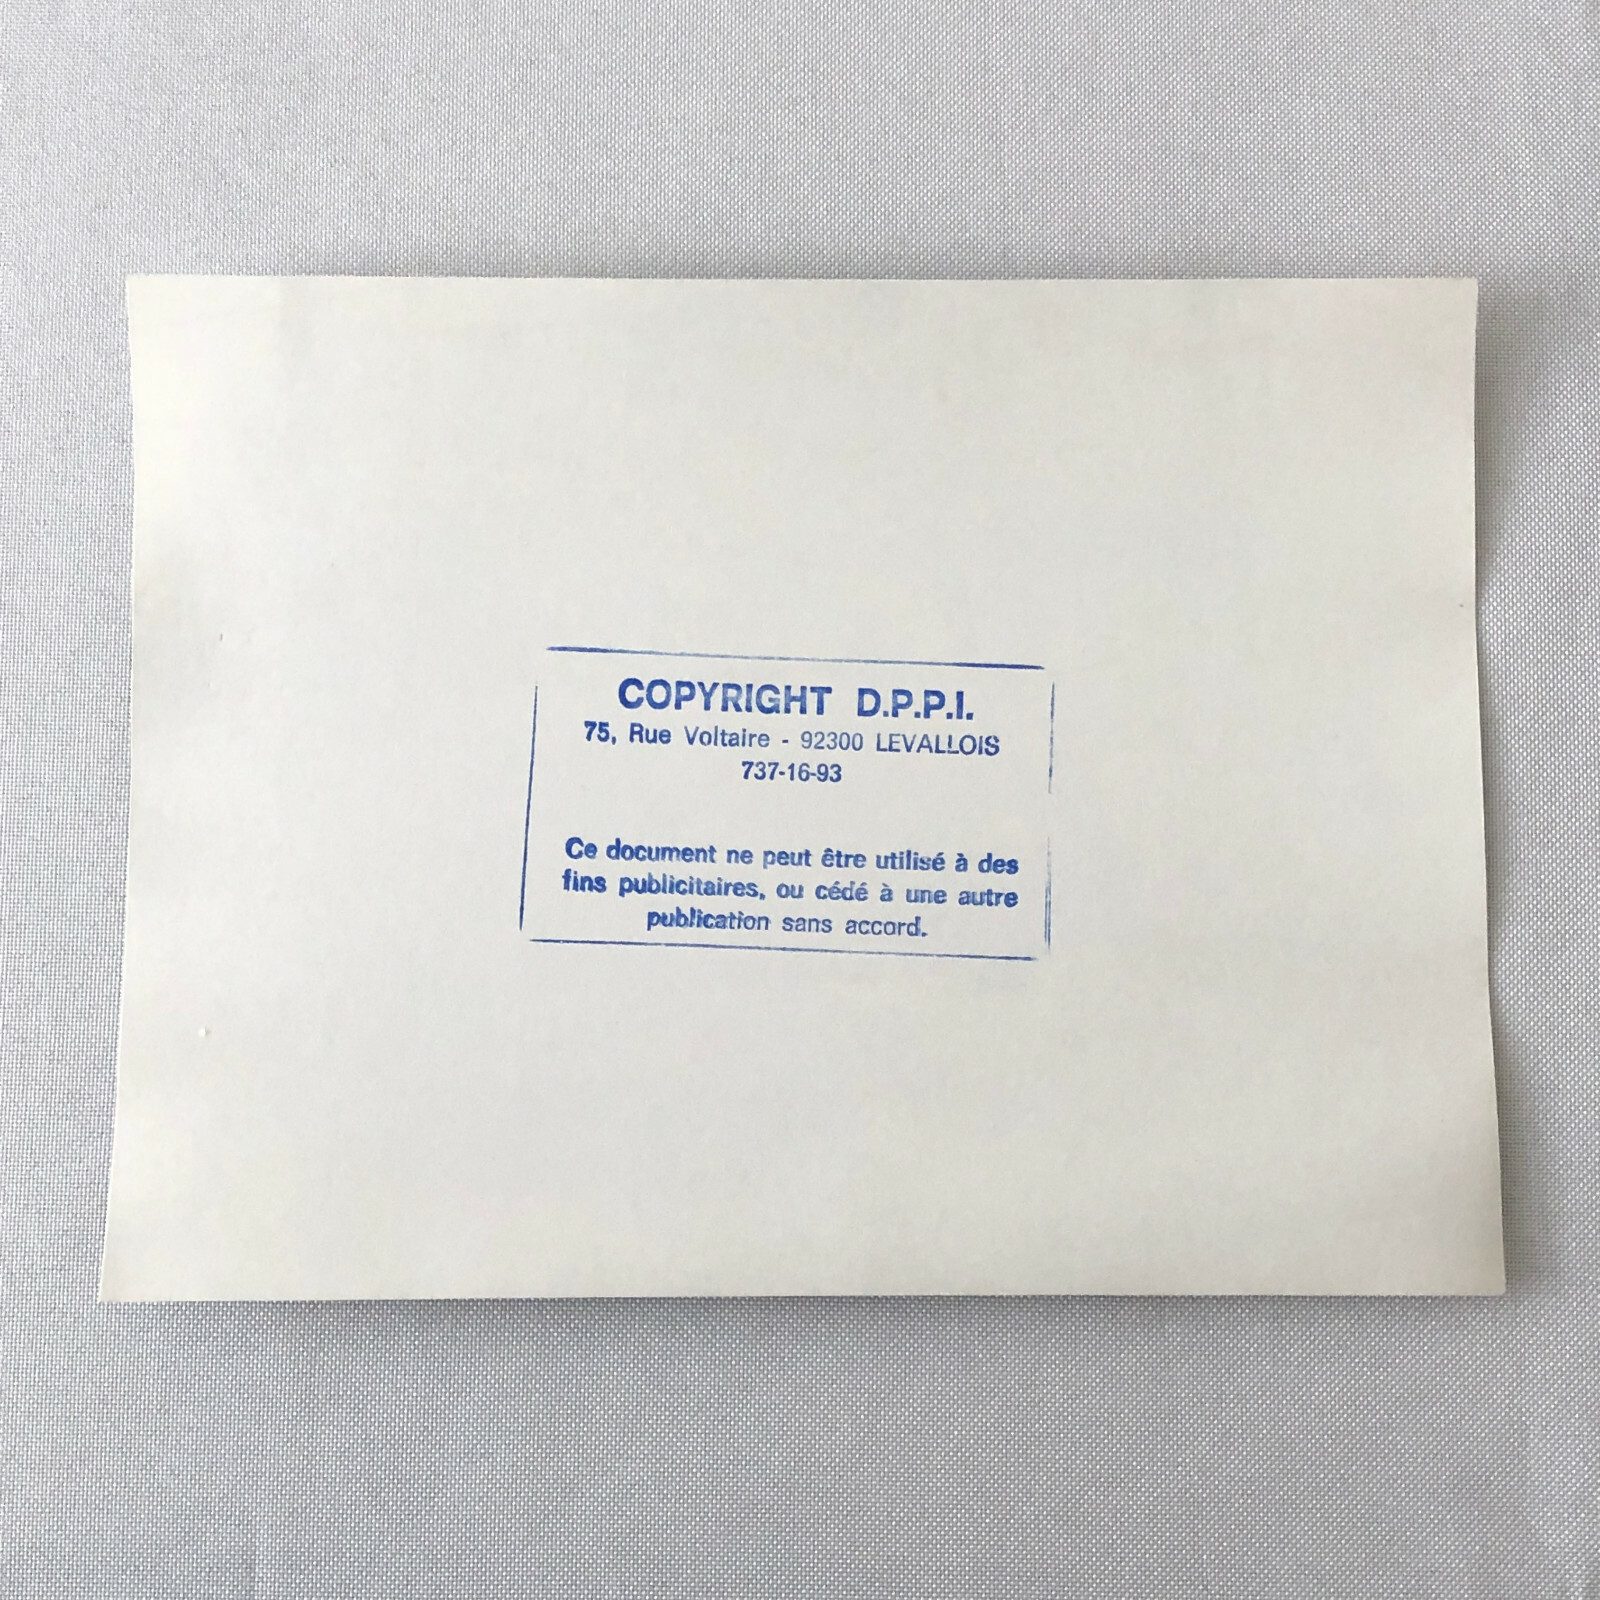 COPYRIGHT D.P.P.I.
75, Rue Voltaire - 92300 LEVALLOIS
737-16-93
Ce document ne peut être utilisé à des
fins publicitaires, ou cédé à une autre
publication sans accord.